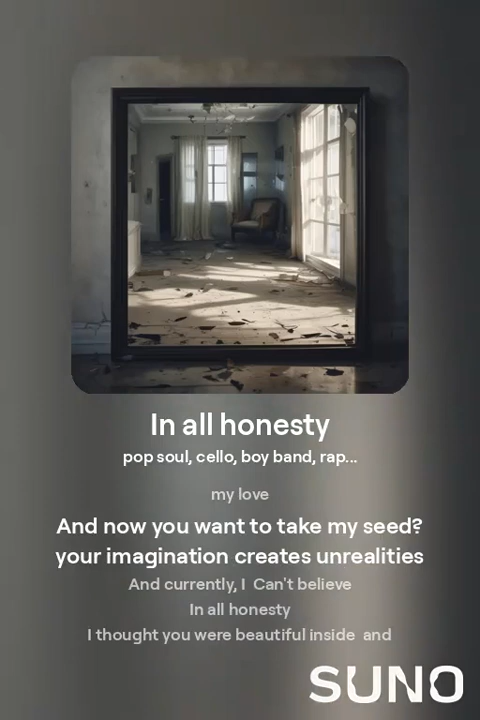 In all honesty
pop soul, cello, boy band, rap...
my love
And now you want to take my seed?
your imagination creates unrealities
And currently, I  Can't believe
In all honesty
I thought you were beautiful inside  and
SUNO